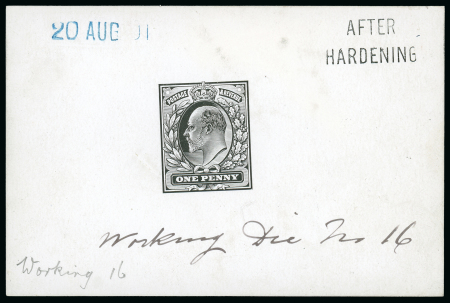 20 AUG 01
AFTER
HARDENING
POSTAGE & REVENUE
ONE PENNY
Working Die No 16
Working 16